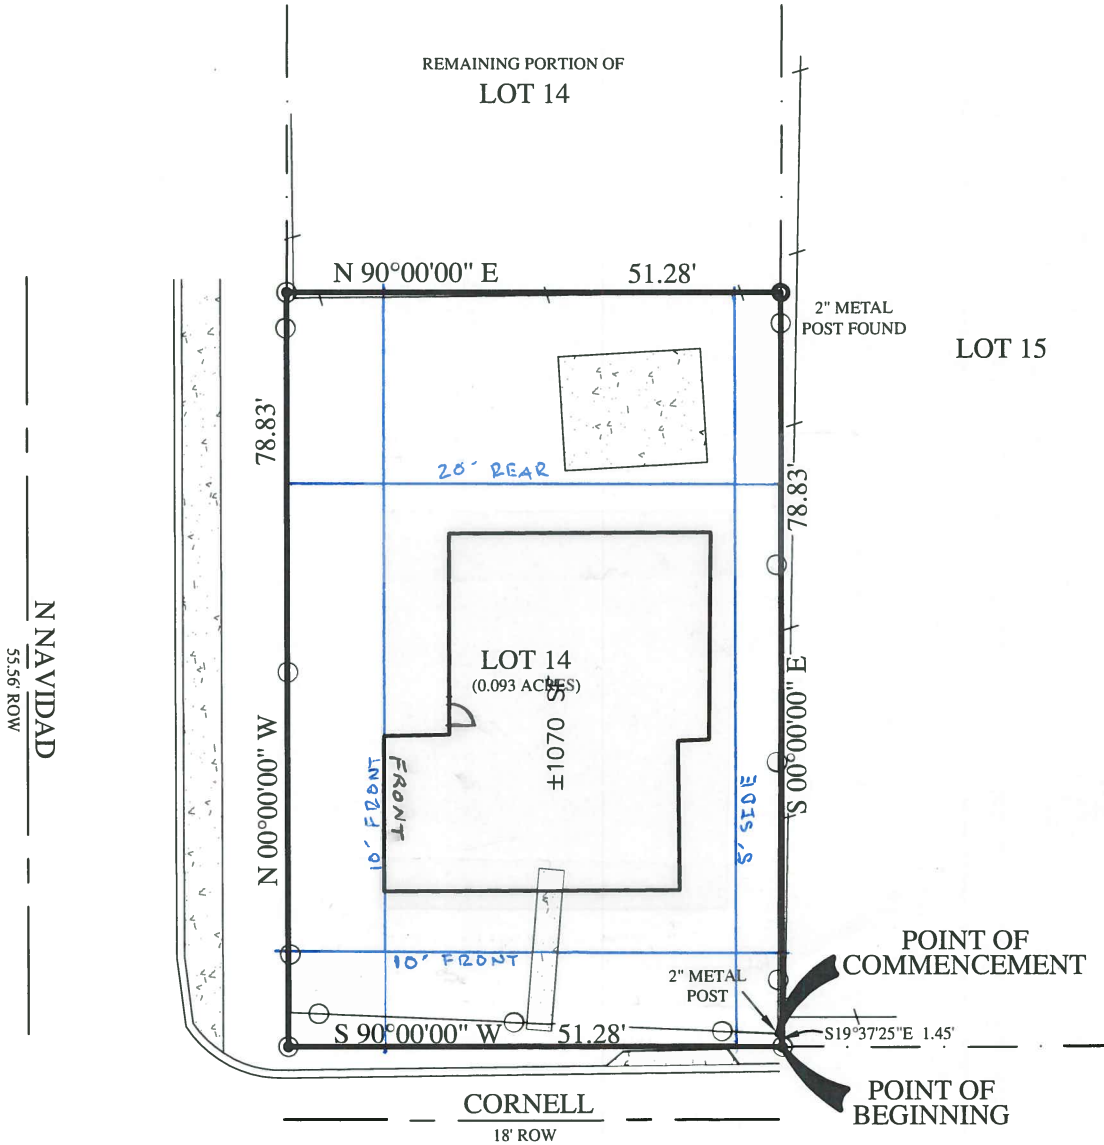 REMAINING PORTION OF
LOT 14
N 90°00'00" E
51.28'
2" METAL
POST FOUND
LOT 15
78.83'
20' REAR
78.83'
N NAVIDAD
55.56' ROW
LOT 14
(0.093 ACRES)
±1070 SF
S 00°00'00" E
N 00°00'00" W
10' FRONT
FRONT
5' SIDE
10' FRONT
POINT OF
COMMENCEMENT
2" METAL
POST
S 90°00'00" W
51.28'
S19°37'25"E 1.45'
POINT OF
BEGINNING
CORNELL
18' ROW